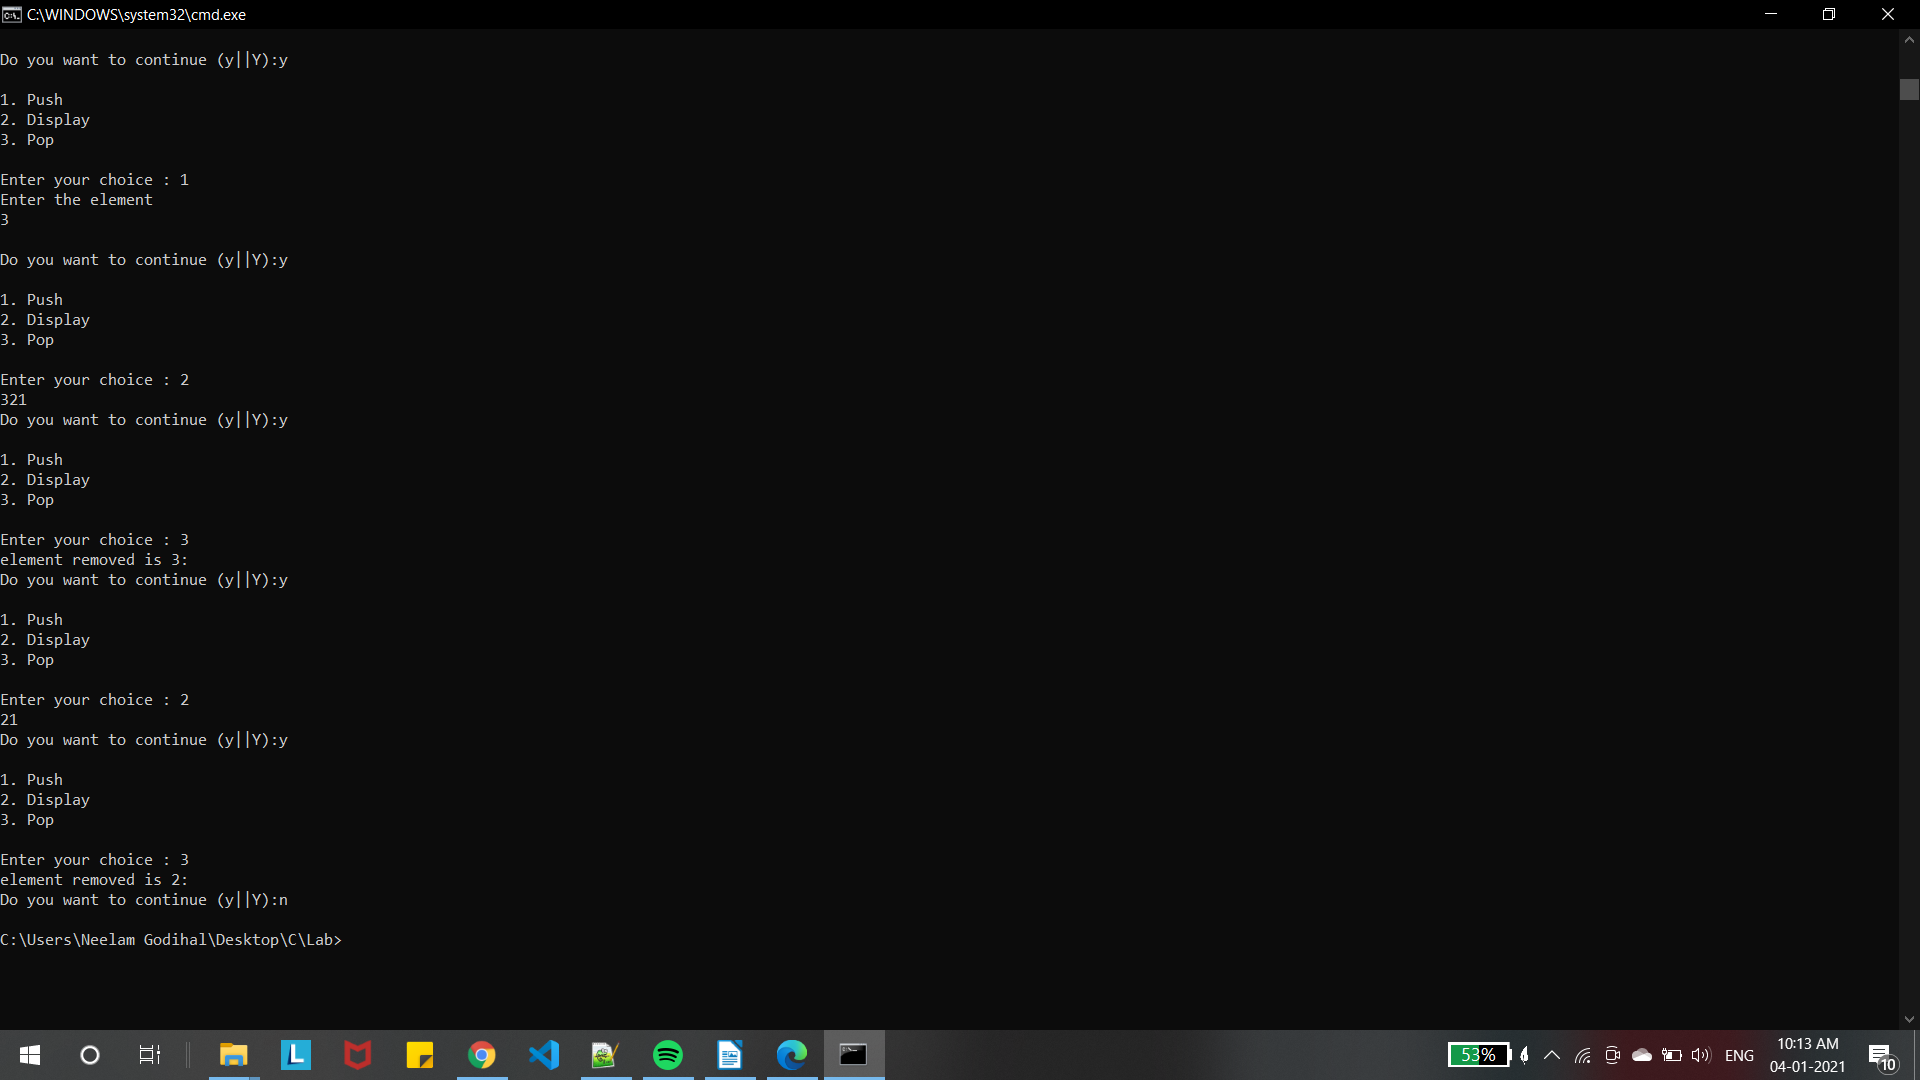 C:\WINDOWS\system32\cmd.exe
Do you want to continue (y||Y):y
1. Push
2. Display
3. Pop
Enter your choice : 1
Enter the element
3
Do you want to continue (y||Y):y
1. Push
2. Display
3. Pop
Enter your choice : 2
321
Do you want to continue (y||Y):y
1. Push
2. Display
3. Pop
Enter your choice : 3
element removed is 3:
Do you want to continue (y||Y):y
1. Push
2. Display
3. Pop
Enter your choice : 2
21
Do you want to continue (y||Y):y
1. Push
2. Display
3. Pop
Enter your choice : 3
element removed is 2:
Do you want to continue (y||Y):n
C:\Users\Neelam Godihal\Desktop\C\Lab>
L
53%
ENG
10:13 AM
04-01-2021
10